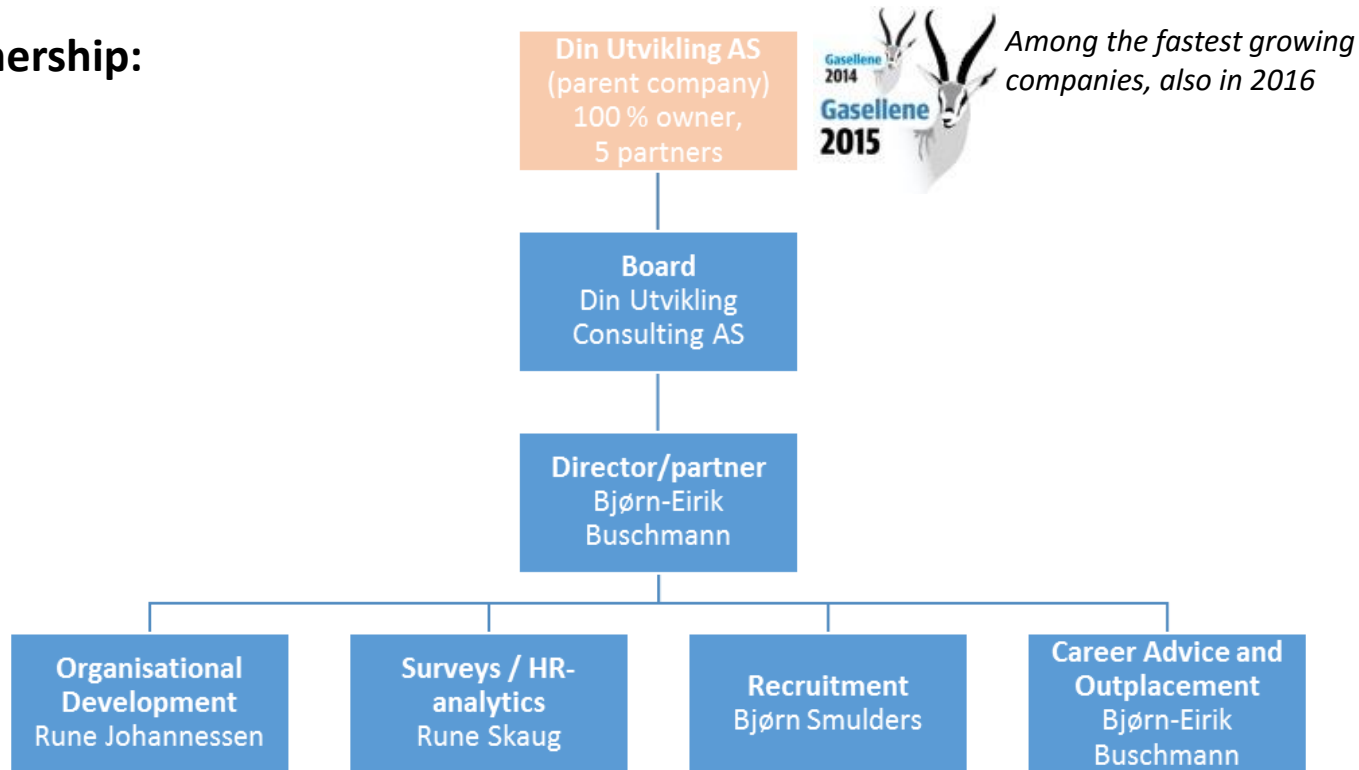 nership:
Din Utvikling AS
(parent company)
100 % owner,
5 partners
Gasellene
2014
Gasellene
2015
Among the fastest growing
companies, also in 2016
Board
Din Utvikling
Consulting AS
Director/partner
Bjørn-Eirik
Buschmann
Organisational
Development
Rune Johannessen
Surveys / HR-
analytics
Rune Skaug
Recruitment
Bjørn Smulders
Career Advice and
Outplacement
Bjørn-Eirik
Buschmann